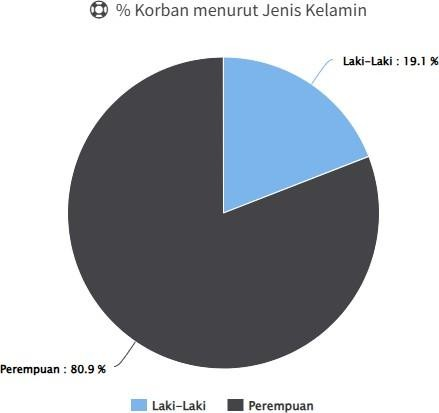 % Korban menurut Jenis Kelamin
Laki-Laki : 19.1 %
Perempuan : 80.9 %
Laki-Laki Perempuan